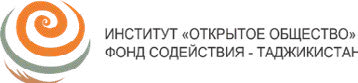 ИНСТИТУТ «ОТКРЫТОЕ ОБЩЕСТВО»
ФОНД СОДЕЙСТВИЯ - ТАДЖИКИСТАН